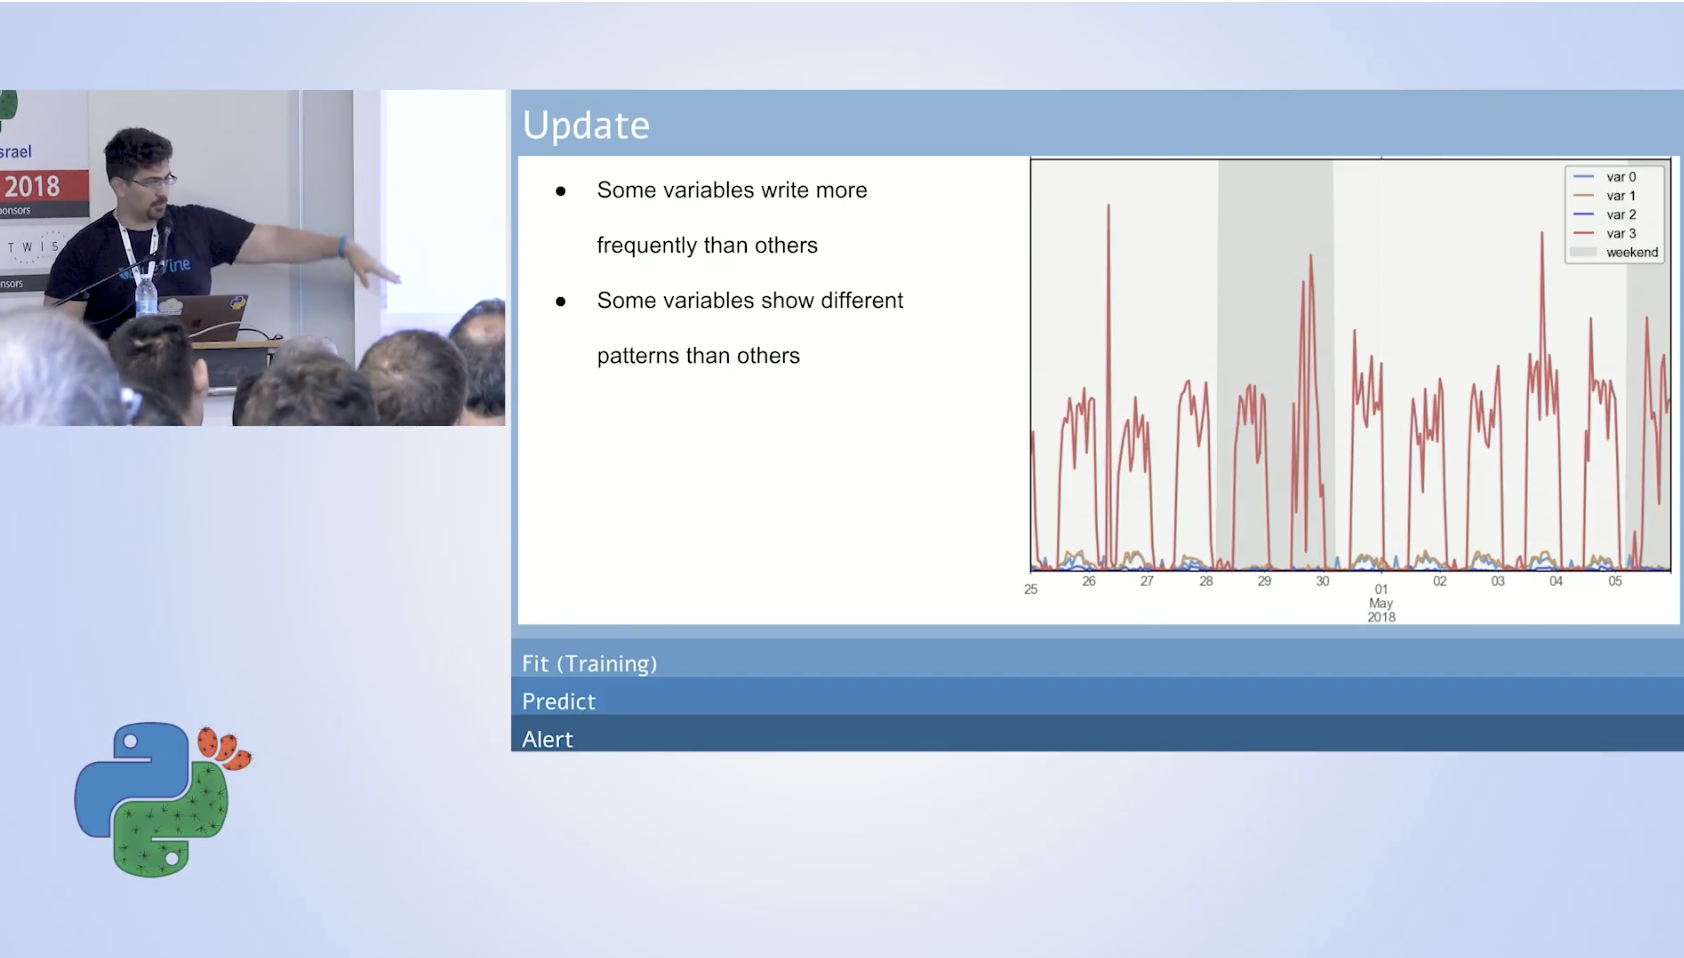 srael
2018
ponsors
T W I S
nsors
Update
● Some variables write more
frequently than others
● Some variables show different
patterns than others
var 0
var 1
var 2
var 3
weekend
25
26
27
28
29
30
01
02
03
04
05
May
2018
Fit (Training)
Predict
Alert